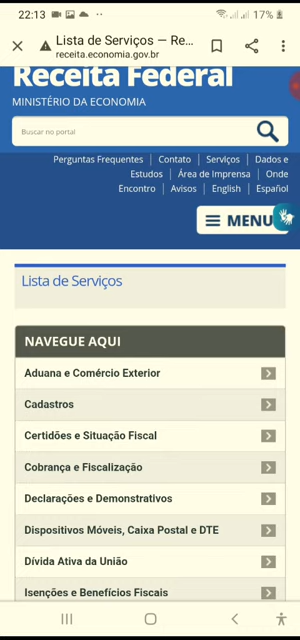 22:13
17%
Lista de Serviços — Re...
receita.economia.gov.br
Receita Federal
MINISTÉRIO DA ECONOMIA
Buscar no portal
Perguntas Frequentes | Contato | Serviços | Dados e
Estudos | Área de Imprensa | Onde
Encontro | Avisos | English | Español
MENU
Lista de Serviços
NAVEGUE AQUI
Aduana e Comércio Exterior
Cadastros
Certidões e Situação Fiscal
Cobrança e Fiscalização
Declarações e Demonstrativos
Dispositivos Móveis, Caixa Postal e DTE
Dívida Ativa da União
Isenções e Benefícios Fiscais